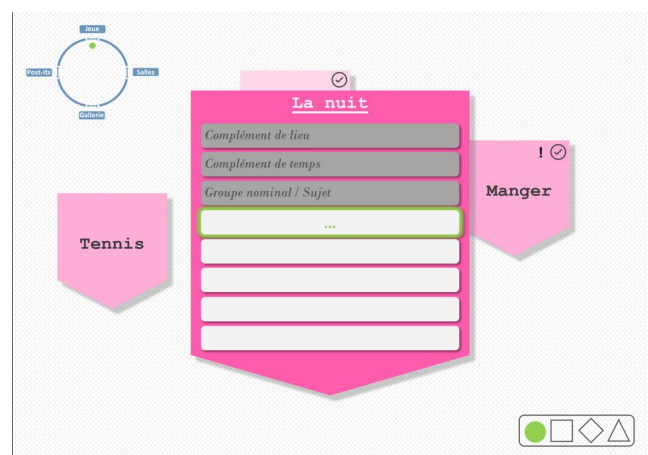 Jeux
Post-its
Salles
Gallerie
La nuit
Complément de lieu
Complément de temps
Groupe nominal / Sujet
...
!
Manger
Tennis